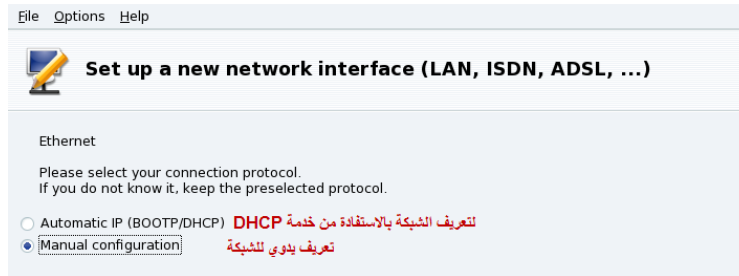 File Options Help
Set up a new network interface (LAN, ISDN, ADSL, ...)
Ethernet
Please select your connection protocol.
If you do not know it, keep the preselected protocol.
Automatic IP (BOOTP/DHCP) لتعريف الشبكة بالاستفادة من خدمة DHCP
Manual configuration تعريف يدوي للشبكة